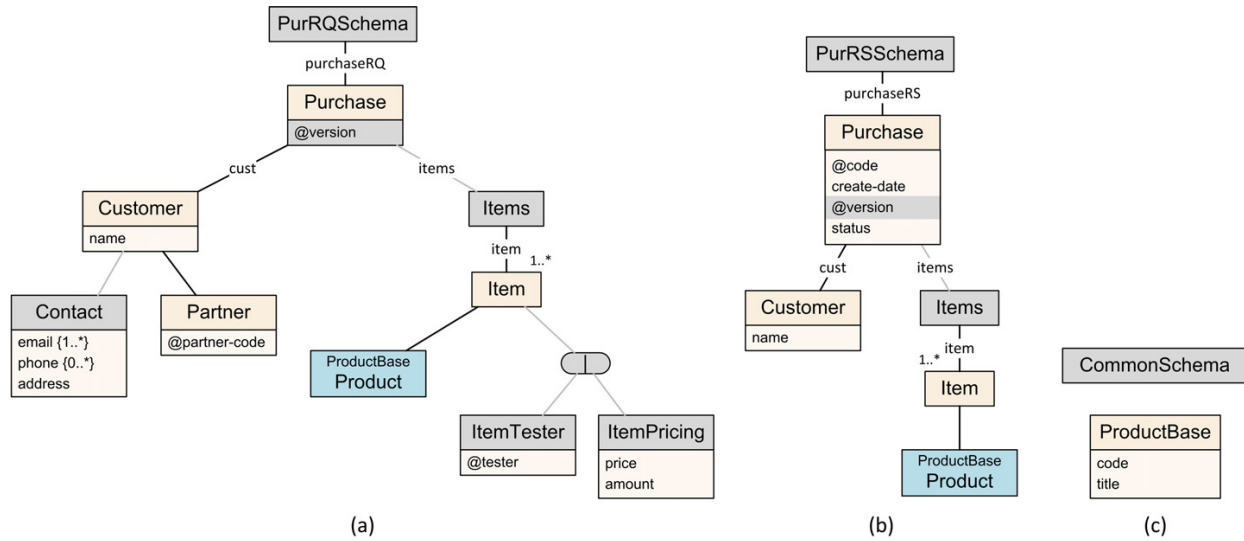 PurRQSchema
purchaseRQ
Purchase
@version
cust
items
Customer
name
Items
item
1..*
Item
Contact
email {1..*}
phone {0..*}
address
Partner
@partner-code
ProductBase
Product
ItemTester
@tester
ItemPricing
price
amount
(a)
PurRSSchema
purchaseRS
Purchase
@code
create-date
@version
status
cust
items
Customer
name
Items
item
1..*
Item
ProductBase
Product
(b)
CommonSchema
ProductBase
code
title
(c)